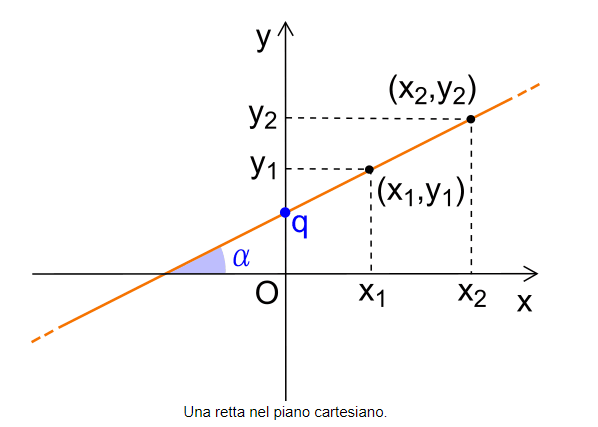 y
(x₂,y₂)
y₂
y₁
(x₁,y₁)
q
α
O
x₁
x₂
x
Una retta nel piano cartesiano.